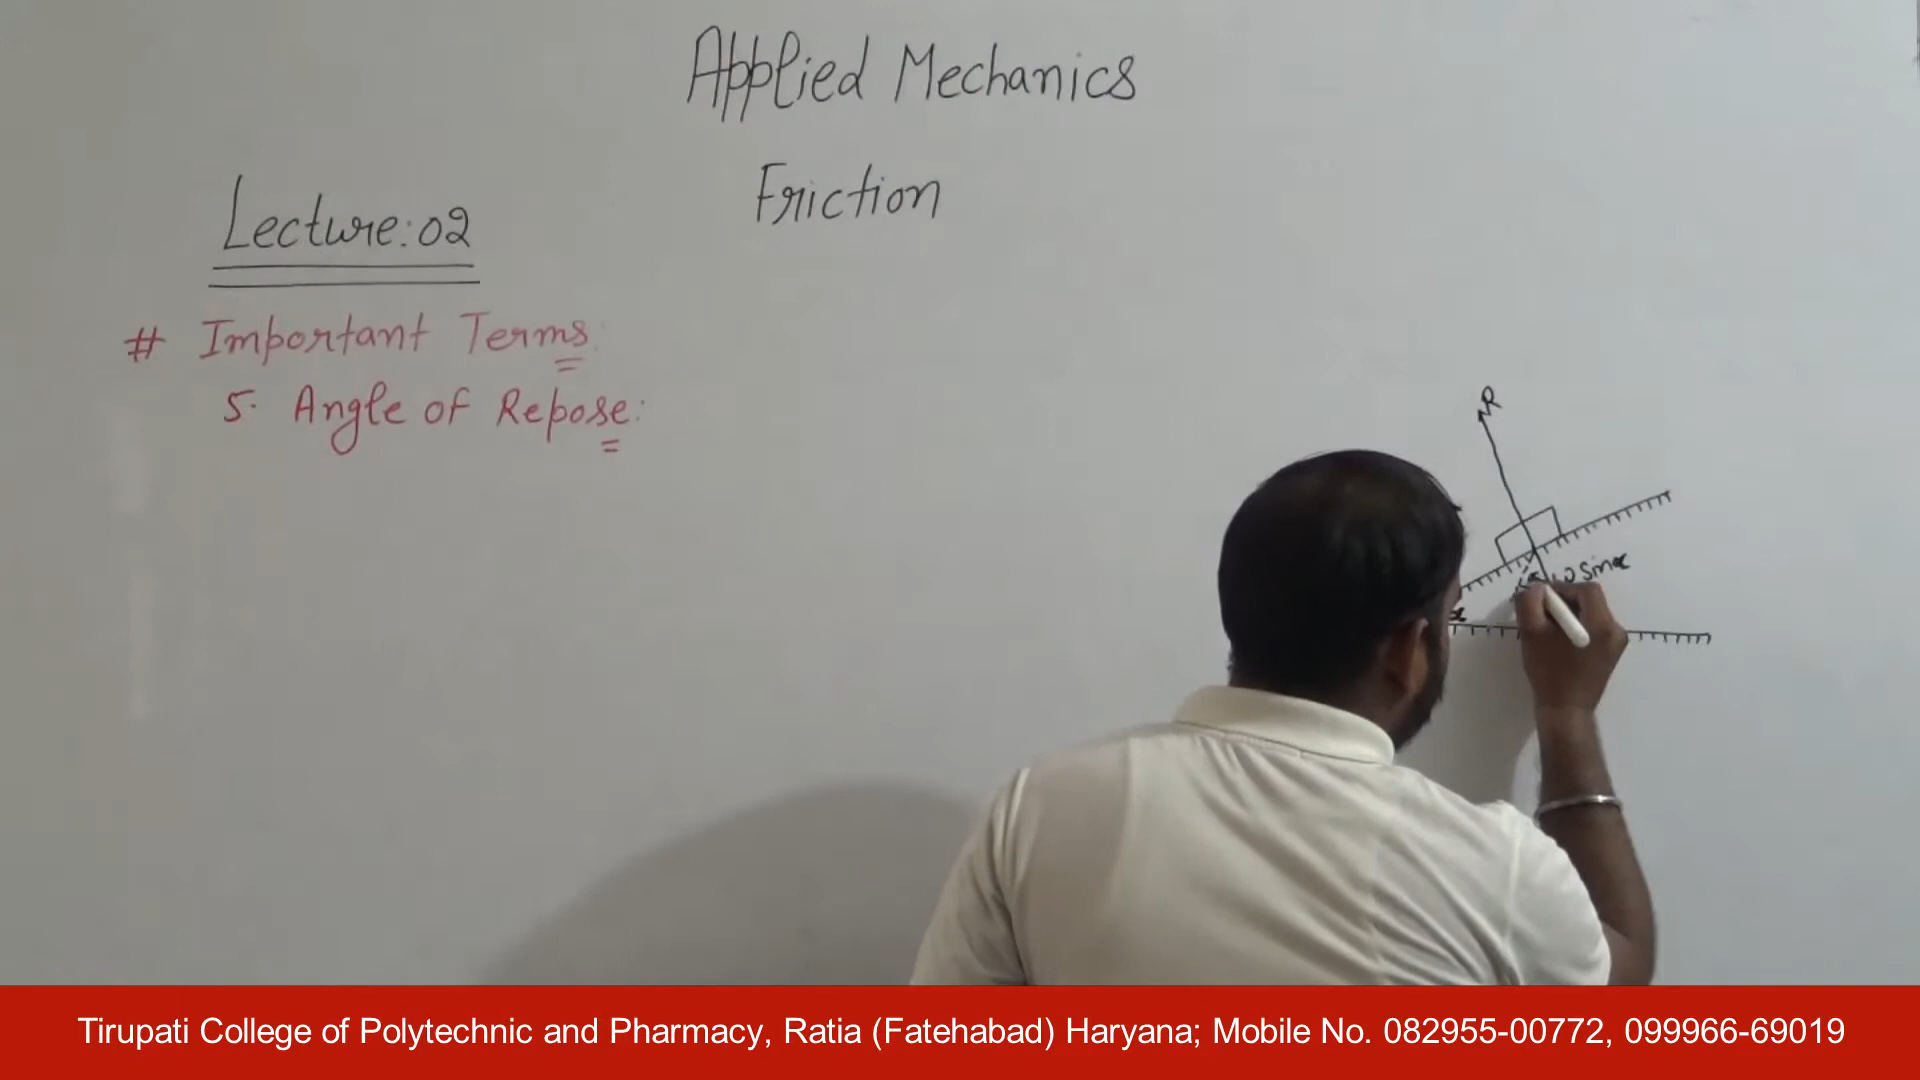 Applied Mechanics
Friction
Lecture:02
# Important Terms:
5. Angle of Repose:
R
ω sinα
α
Tirupati College of Polytechnic and Pharmacy, Ratia (Fatehabad) Haryana; Mobile No. 082955-00772, 099966-69019